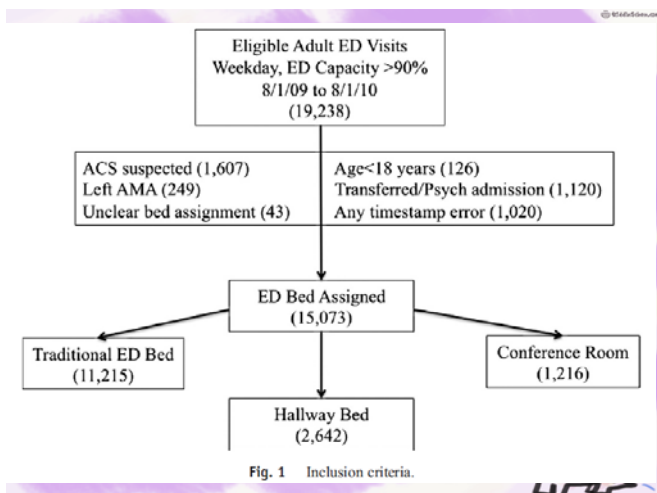 Eligible Adult ED Visits
Weekday, ED Capacity >90%
8/1/09 to 8/1/10
(19,238)
ACS suspected (1,607)
Left AMA (249)
Unclear bed assignment (43)
Age<18 years (126)
Transferred/Psych admission (1,120)
Any timestamp error (1,020)
ED Bed Assigned
(15,073)
Traditional ED Bed
(11,215)
Conference Room
(1,216)
Hallway Bed
(2,642)
Fig. 1 Inclusion criteria.